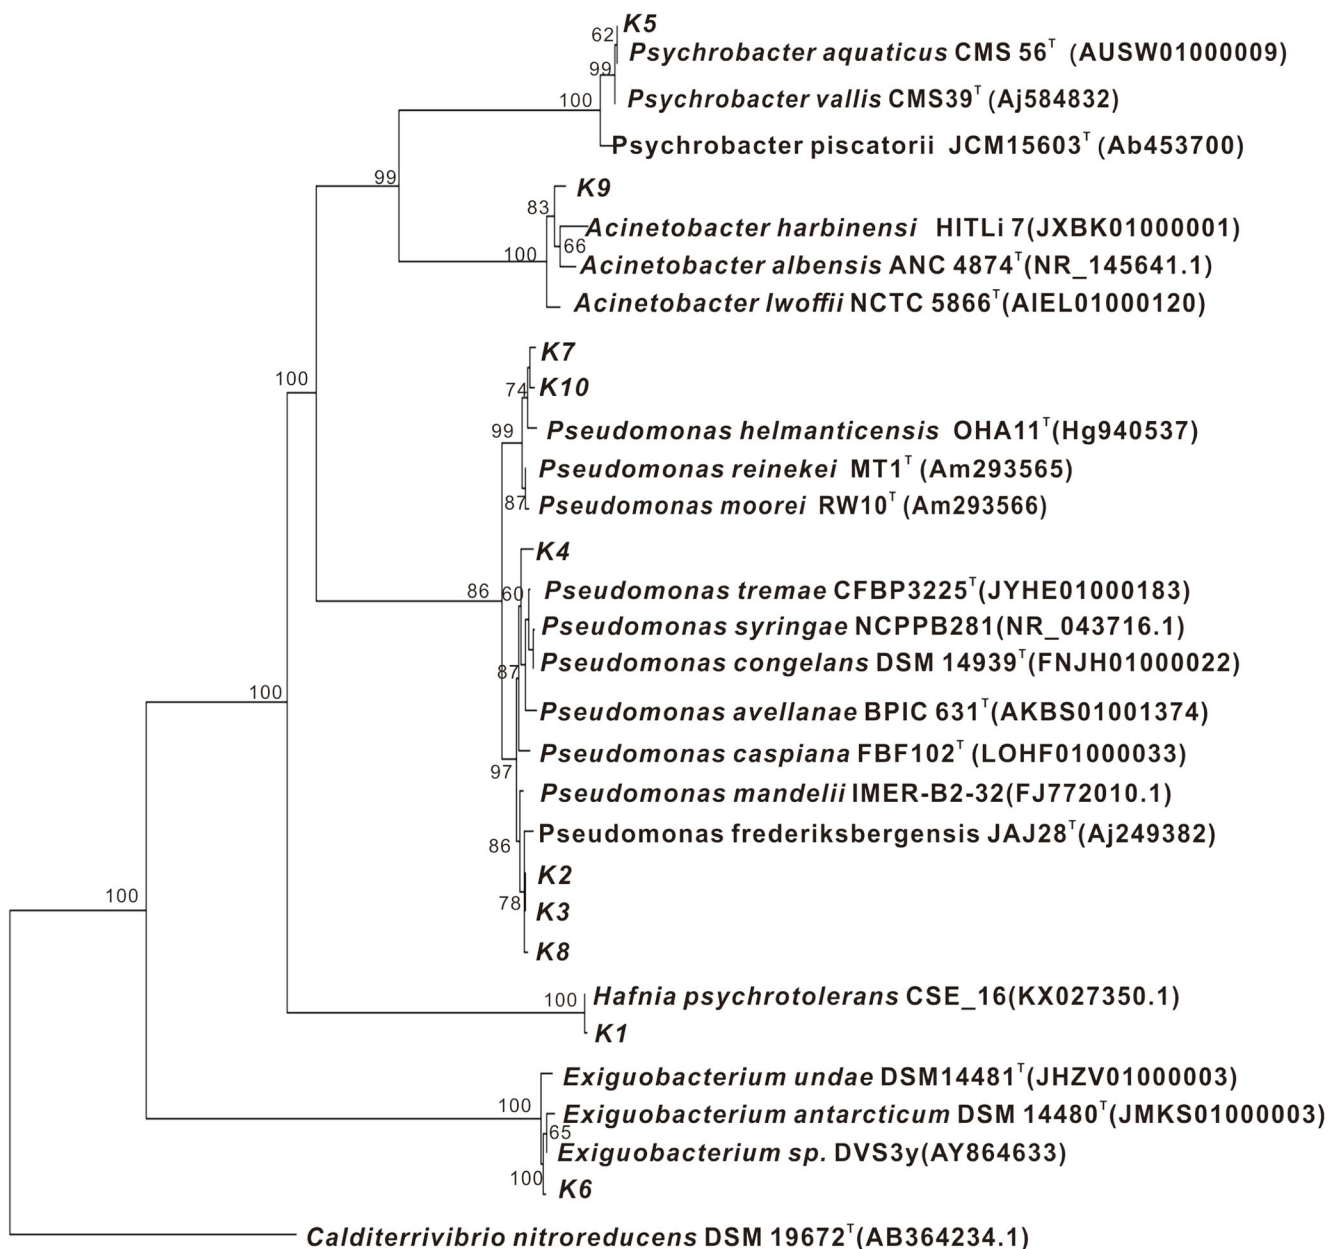 K5
62
Psychrobacter aquaticus CMS 56T (AUSW01000009)
99
Psychrobacter vallis CMS39T (Aj584832)
100
Psychrobacter piscatorii JCM15603T (Ab453700)
99
K9
83
Acinetobacter harbinensi HITLi 7(JXBK01000001)
66
100
Acinetobacter albensis ANC 4874T(NR_145641.1)
Acinetobacter lwoffii NCTC 5866T(AIEL01000120)
K7
100
74
K10
99
Pseudomonas helmanticensis OHA11T(Hg940537)
Pseudomonas reinekei MT1T (Am293565)
87
Pseudomonas moorei RW10T (Am293566)
K4
86
60
Pseudomonas tremae CFBP3225T(JYHE01000183)
Pseudomonas syringae NCPPB281(NR_043716.1)
87
Pseudomonas congelans DSM 14939T(FNJH01000022)
100
Pseudomonas avellanae BPIC 631T(AKBS01001374)
Pseudomonas caspiana FBF102T (LOHF01000033)
97
Pseudomonas mandelii IMER-B2-32(FJ772010.1)
86
Pseudomonas frederiksbergensis JAJ28T(Aj249382)
K2
100
78
K3
K8
100
Hafnia psychrotolerans CSE_16(KX027350.1)
K1
Exiguobacterium undae DSM14481T(JHZV01000003)
100
Exiguobacterium antarcticum DSM 14480T(JMKS01000003)
65
Exiguobacterium sp. DVS3y(AY864633)
100
K6
Calditerrivibrio nitroreducens DSM 19672T(AB364234.1)